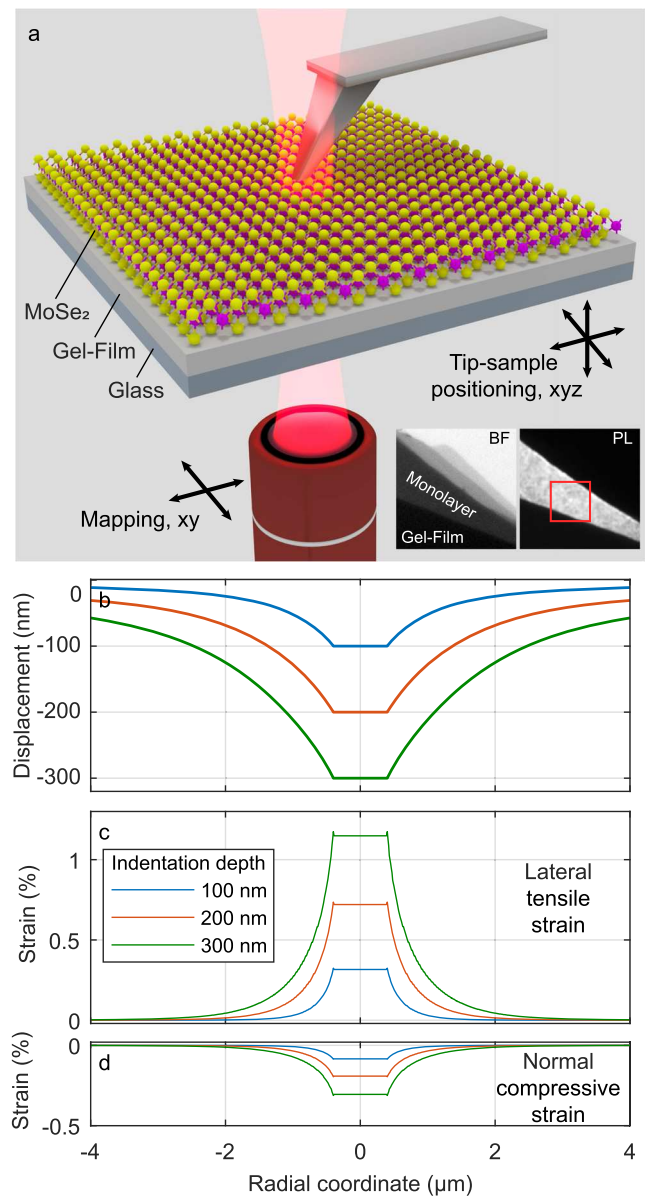 a
MoSe₂
Gel-Film
Glass
Tip-sample
positioning, xyz
Mapping, xy
BF
Monolayer
Gel-Film
PL
b
Displacement (nm)
0
-100
-200
-300
c
Strain (%)
1
0.5
0
Indentation depth
100 nm
200 nm
300 nm
Lateral
tensile
strain
d
Strain (%)
0
-0.5
Normal
compressive
strain
-4
-2
0
2
4
Radial coordinate (μm)